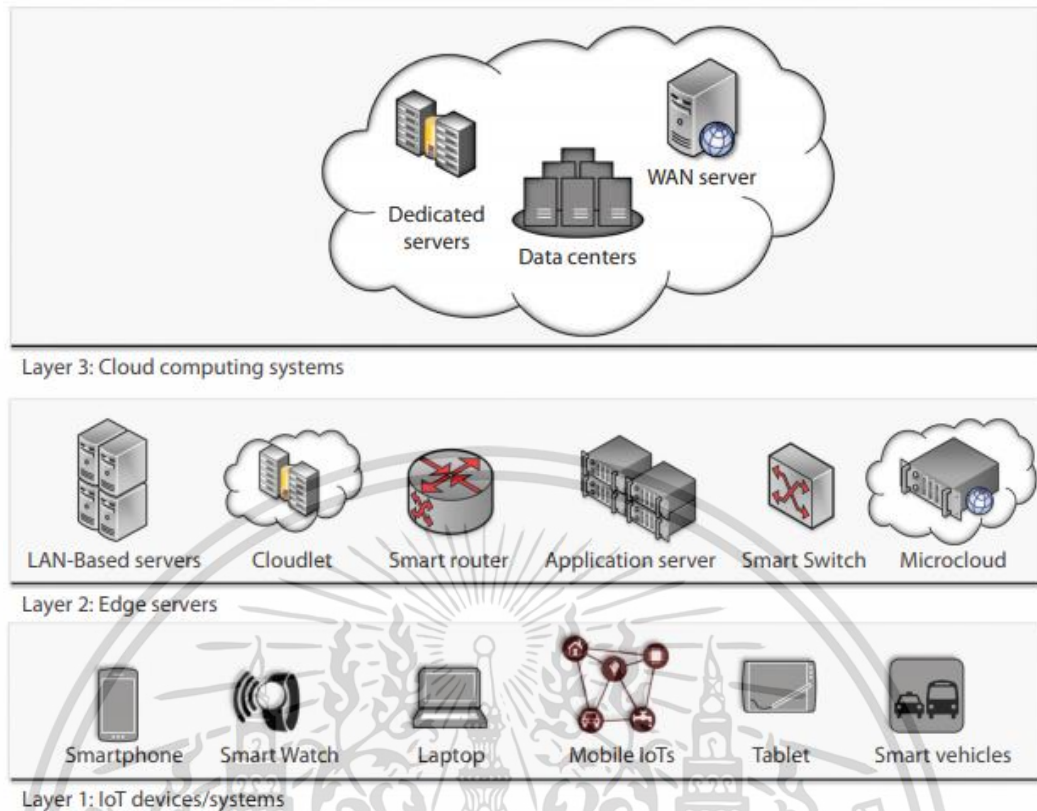 WAN server
Dedicated
servers
Data centers
Layer 3: Cloud computing systems
LAN-Based servers
Cloudlet
Smart router
Application server
Smart Switch
Microcloud
Layer 2: Edge servers
Smartphone
Smart Watch
Laptop
Mobile IoTs
Tablet
Smart vehicles
Layer 1: IoT devices/systems